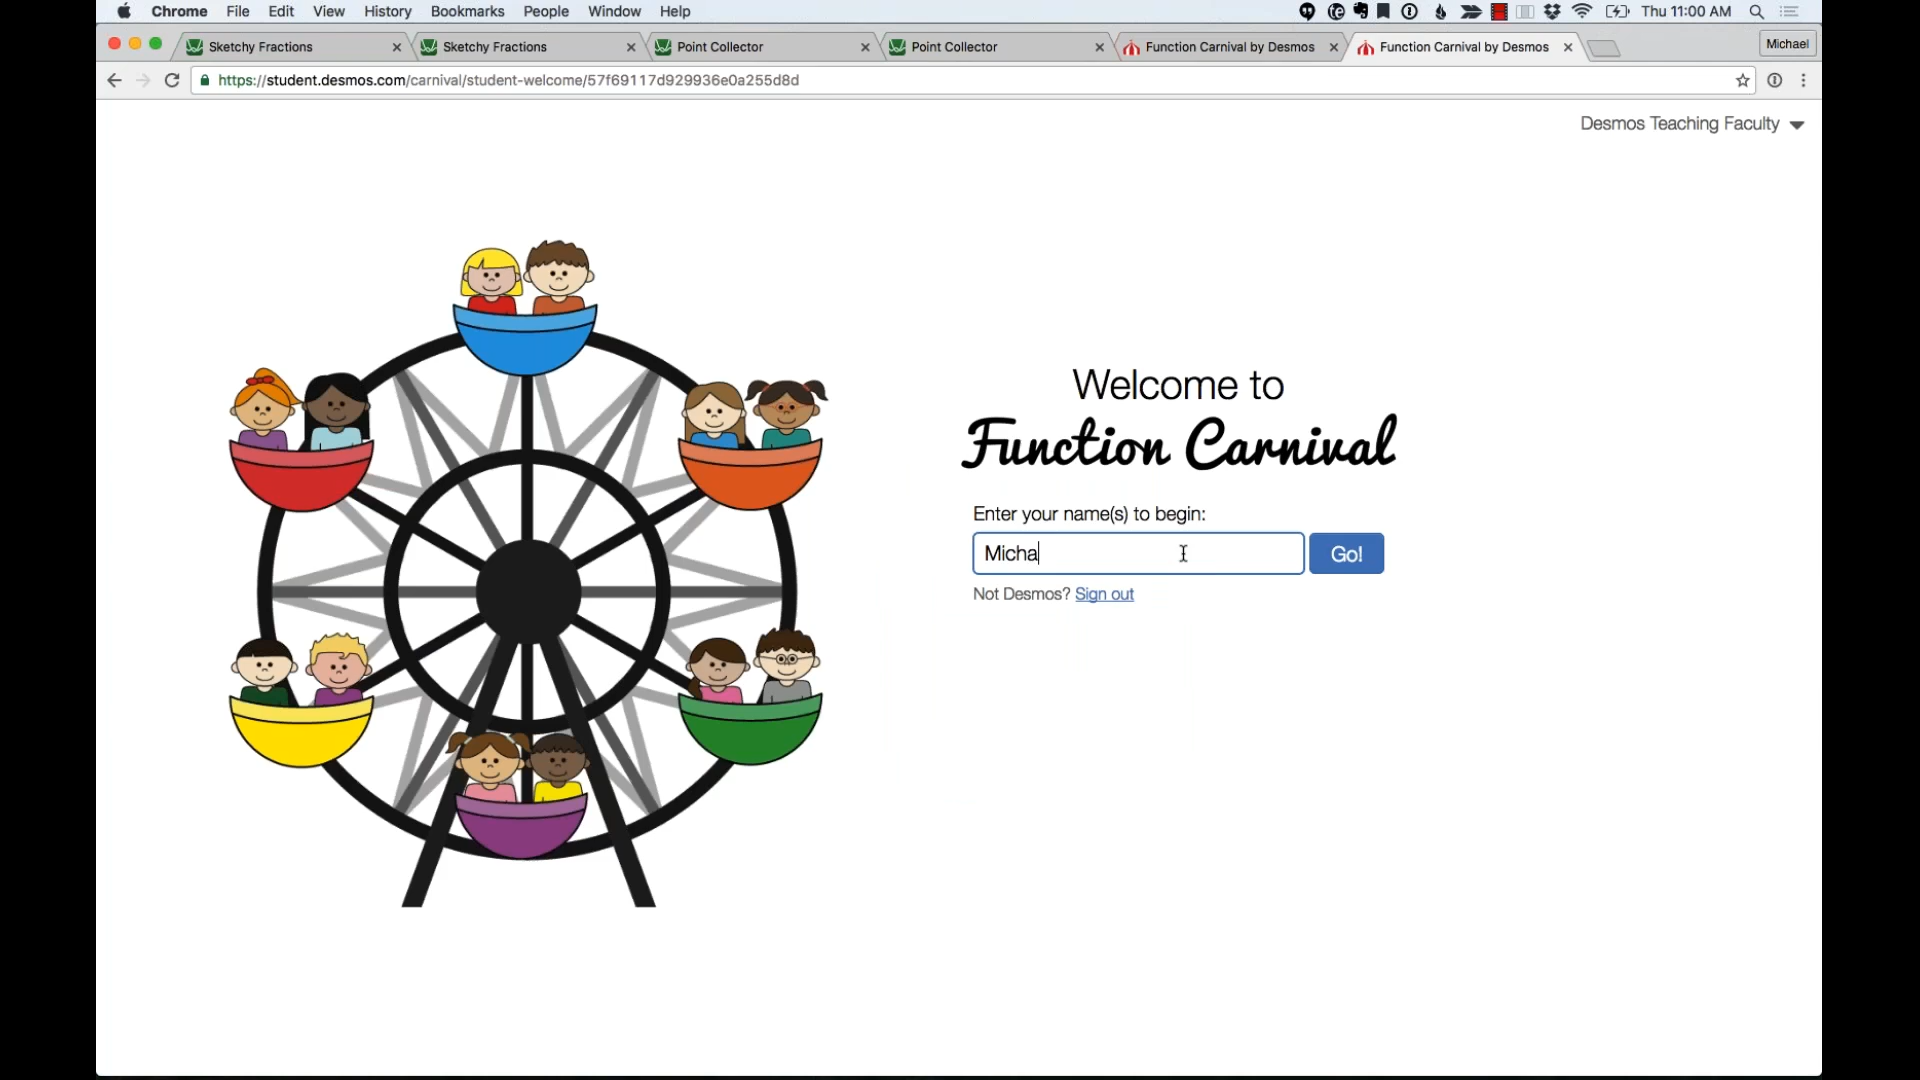 Chrome File Edit View History Bookmarks People Window Help Thu 11:00 AM
Sketchy Fractions Sketchy Fractions Point Collector Point Collector Function Carnival by Desmos Function Carnival by Desmos Michael
https://student.desmos.com/carnival/student-welcome/57f69117d929936e0a255d8d
Desmos Teaching Faculty
Welcome to
Function Carnival
Enter your name(s) to begin:
Micha Go!
Not Desmos? Sign out